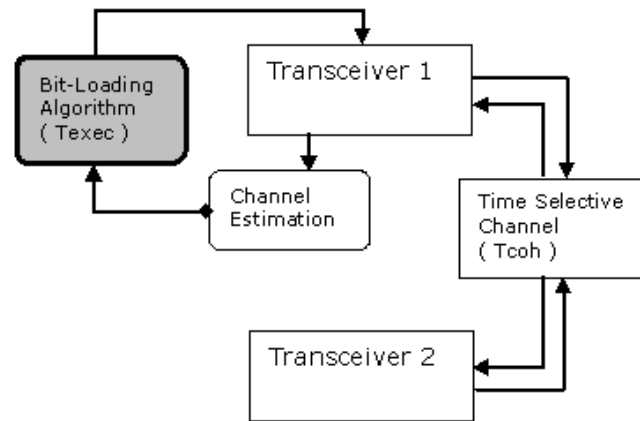 Bit-Loading
Algorithm
( Texec )
Transceiver 1
Channel
Estimation
Time Selective
Channel
( Tcoh )
Transceiver 2